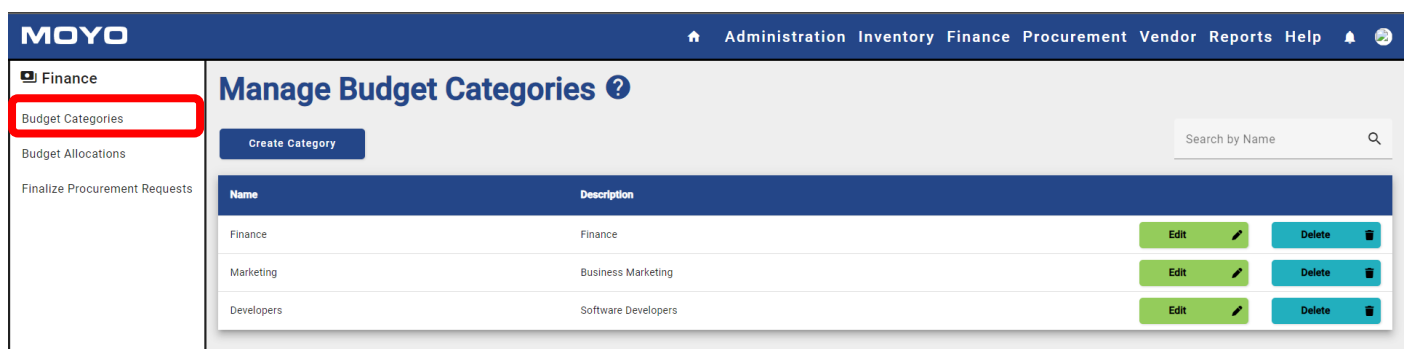 MOYO
Administration Inventory Finance Procurement Vendor Reports Help
Finance
Budget Categories
Budget Allocations
Finalize Procurement Requests
Manage Budget Categories ?
Create Category
Search by Name
Name Description
Finance Finance Edit Delete
Marketing Business Marketing Edit Delete
Developers Software Developers Edit Delete